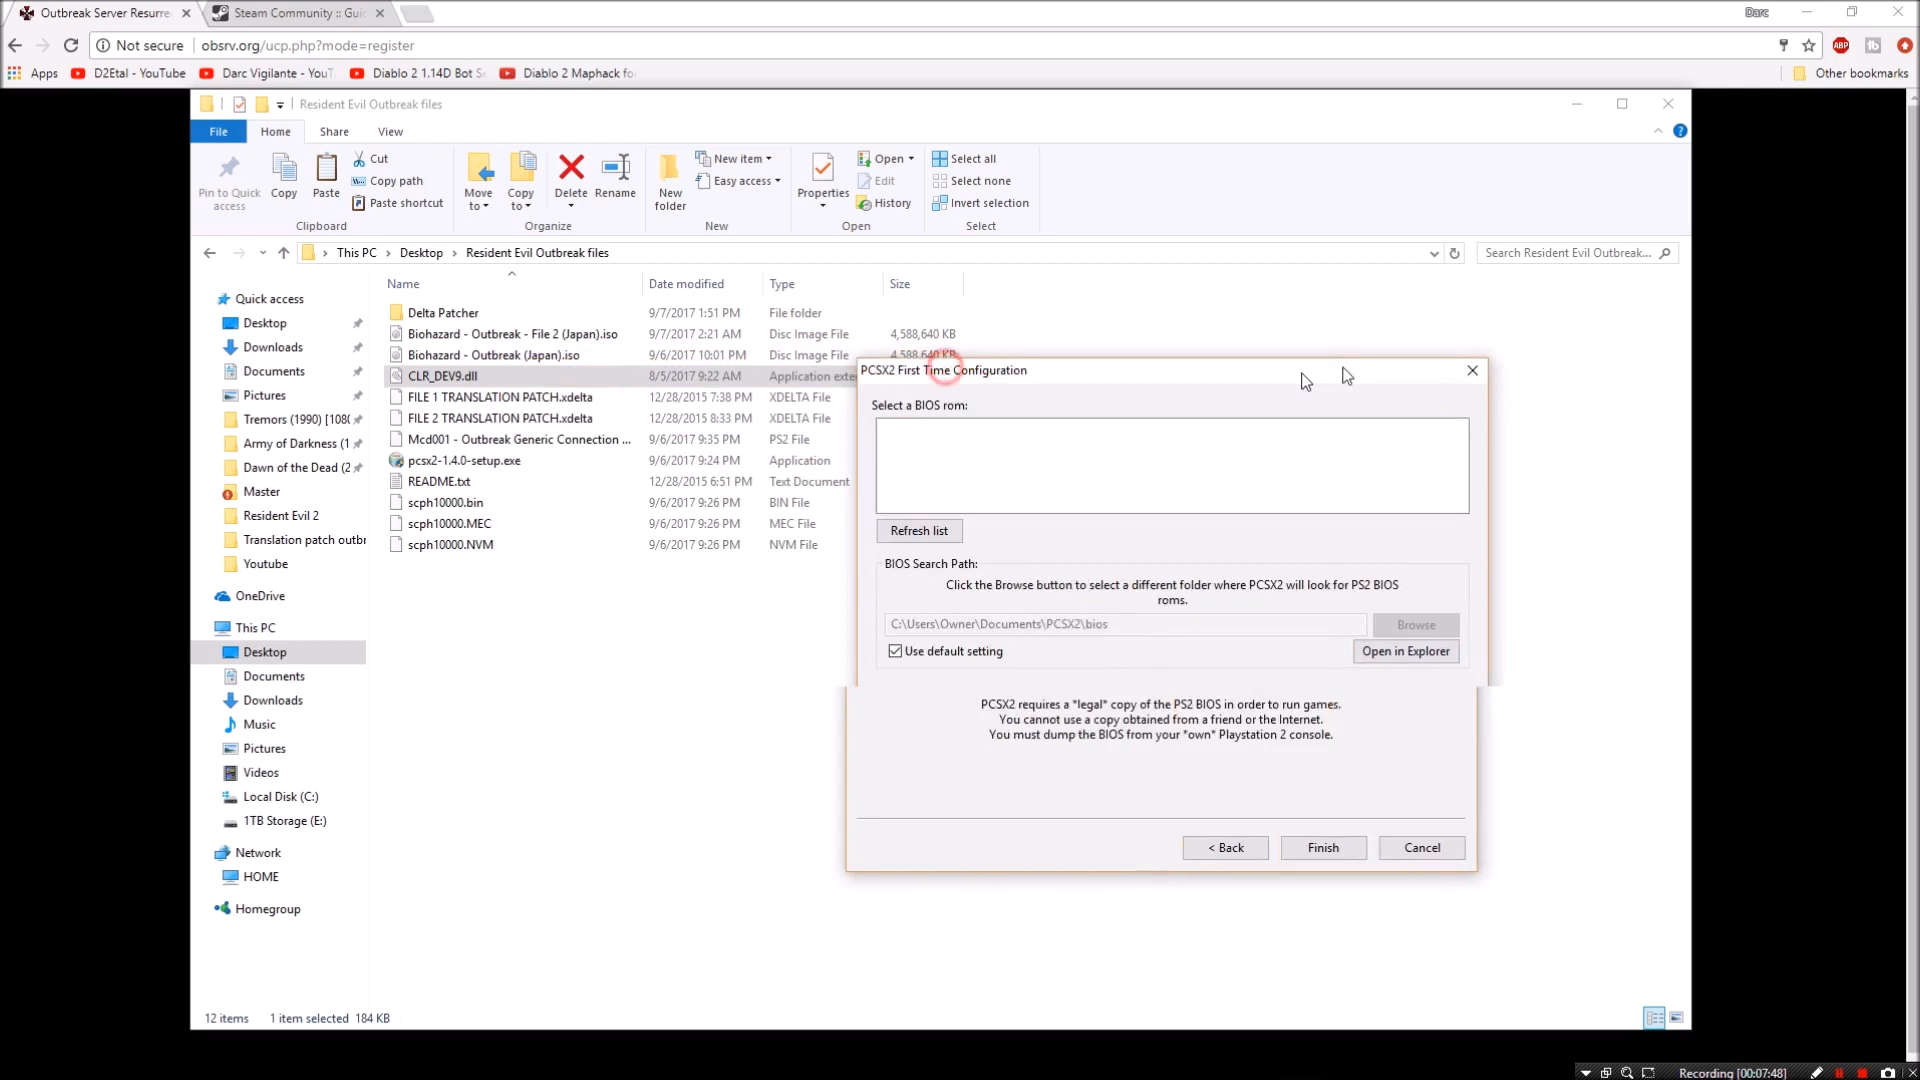 Outbreak Server Resurre
Steam Community :: Gui
Darc
Not secure
obsrv.org/ucp.php?mode=register
Apps
D2Etal - YouTube
Darc Vigilante - YouT
Diablo 2 1.14D Bot Se
Diablo 2 Maphack fo
Other bookmarks
Resident Evil Outbreak files
File
Home
Share
View
Pin to Quick access
Copy
Paste
Cut
Copy path
Paste shortcut
Clipboard
Move to
Copy to
Delete
Rename
Organize
New folder
New item
Easy access
New
Properties
Open
Edit
History
Open
Select all
Select none
Invert selection
Select
This PC > Desktop > Resident Evil Outbreak files
Search Resident Evil Outbreak...
Name
Date modified
Type
Size
Quick access
Desktop
Downloads
Documents
Pictures
Tremors (1990) [108(
Army of Darkness (1
Dawn of the Dead (2
Master
Resident Evil 2
Translation patch outbr
Youtube
OneDrive
This PC
Desktop
Documents
Downloads
Music
Pictures
Videos
Local Disk (C:)
1TB Storage (E:)
Network
HOME
Homegroup
Delta Patcher 9/7/2017 1:51 PM File folder
Biohazard - Outbreak - File 2 (Japan).iso 9/7/2017 2:21 AM Disc Image File 4,588,640 KB
Biohazard - Outbreak (Japan).iso 9/6/2017 10:01 PM Disc Image File 4,588,640 KB
CLR_DEV9.dll 8/5/2017 9:22 AM Application exte
FILE 1 TRANSLATION PATCH.xdelta 12/28/2015 7:38 PM XDELTA File
FILE 2 TRANSLATION PATCH.xdelta 12/28/2015 8:33 PM XDELTA File
Mcd001 - Outbreak Generic Connection ... 9/6/2017 9:35 PM PS2 File
pcsx2-1.4.0-setup.exe 9/6/2017 9:24 PM Application
README.txt 12/28/2015 6:51 PM Text Document
scph10000.bin 9/6/2017 9:26 PM BIN File
scph10000.MEC 9/6/2017 9:26 PM MEC File
scph10000.NVM 9/6/2017 9:26 PM NVM File
PCSX2 First Time Configuration
Select a BIOS rom:
Refresh list
BIOS Search Path:
Click the Browse button to select a different folder where PCSX2 will look for PS2 BIOS
roms.
C:\Users\Owner\Documents\PCSX2\bios
Browse
Use default setting
Open in Explorer
PCSX2 requires a *legal* copy of the PS2 BIOS in order to run games.
You cannot use a copy obtained from a friend or the Internet.
You must dump the BIOS from your *own* Playstation 2 console.
< Back
Finish
Cancel
12 items
1 item selected 184 KB
Recording [00:07:48]